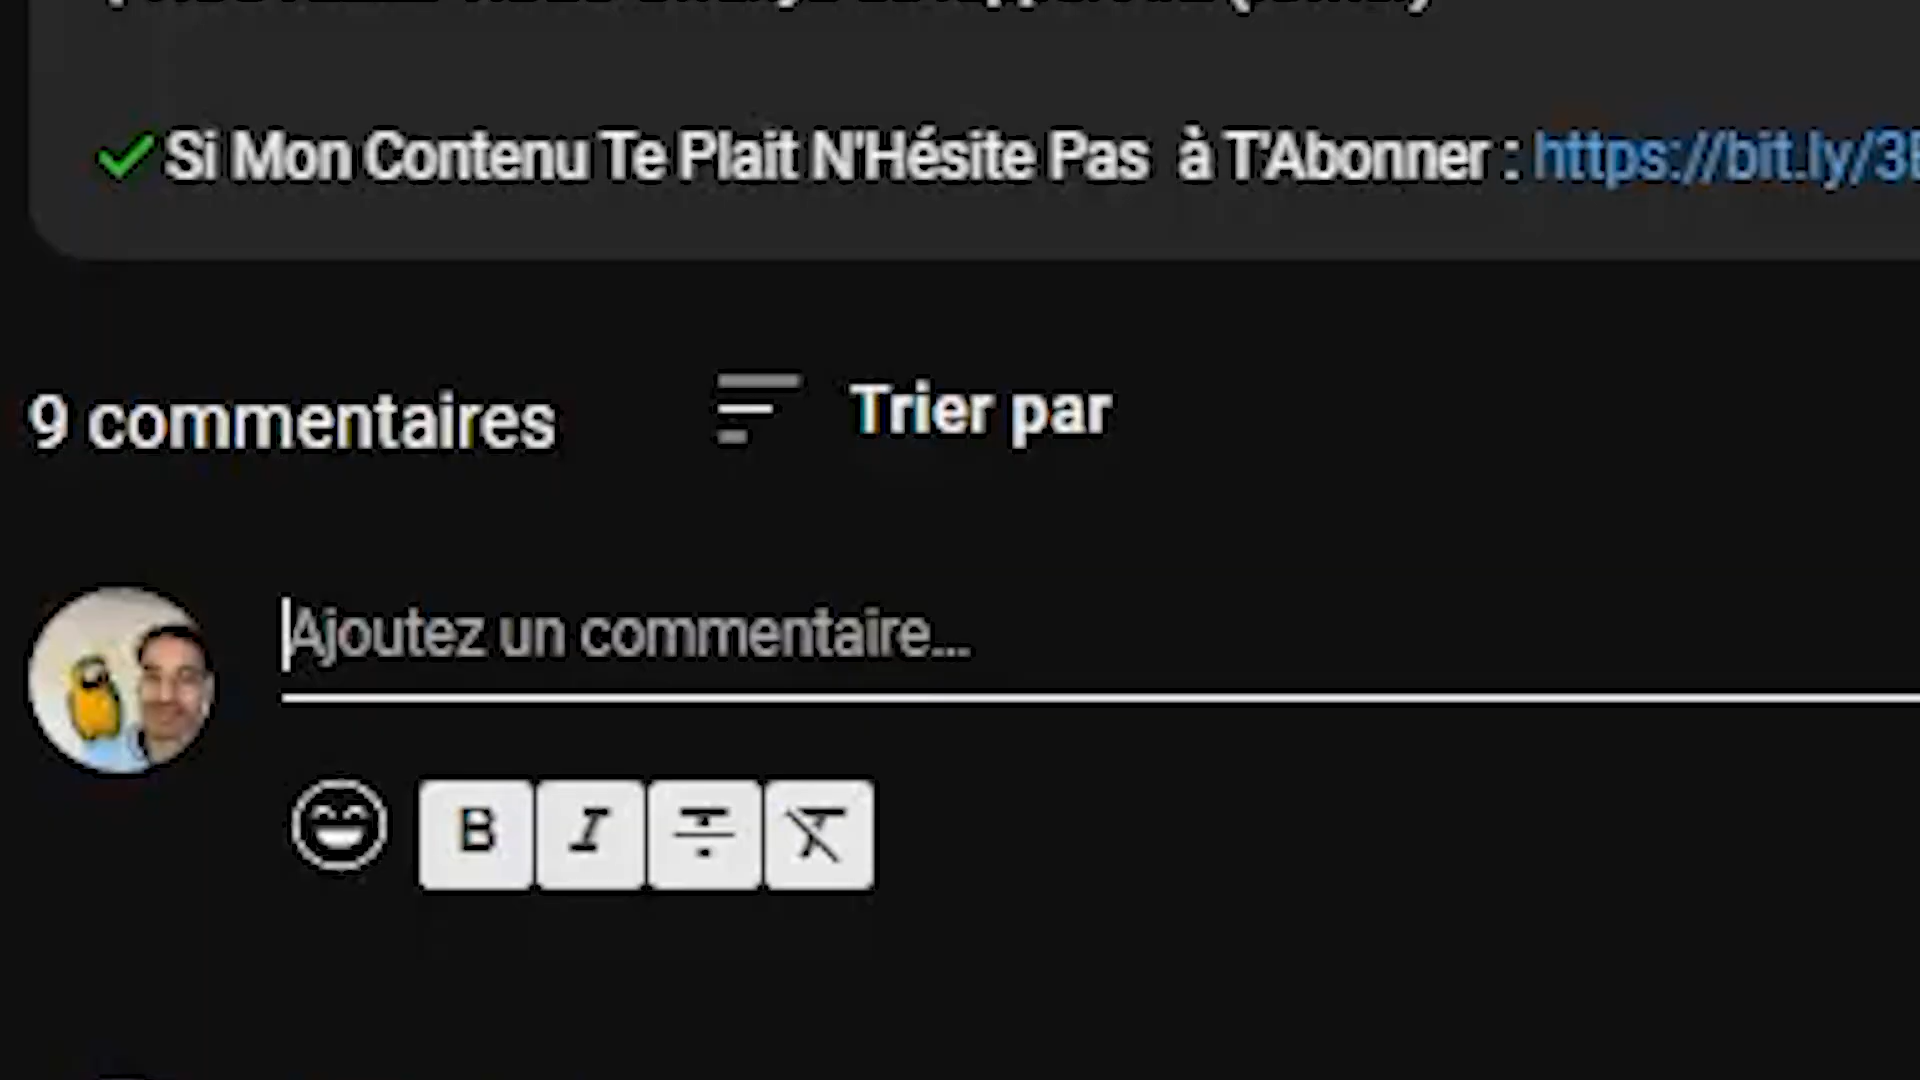 Si Mon Contenu Te Plait N'Hésite Pas à T'Abonner : https://bit.ly/3
9 commentaires
Trier par
Ajoutez un commentaire...
B I T T